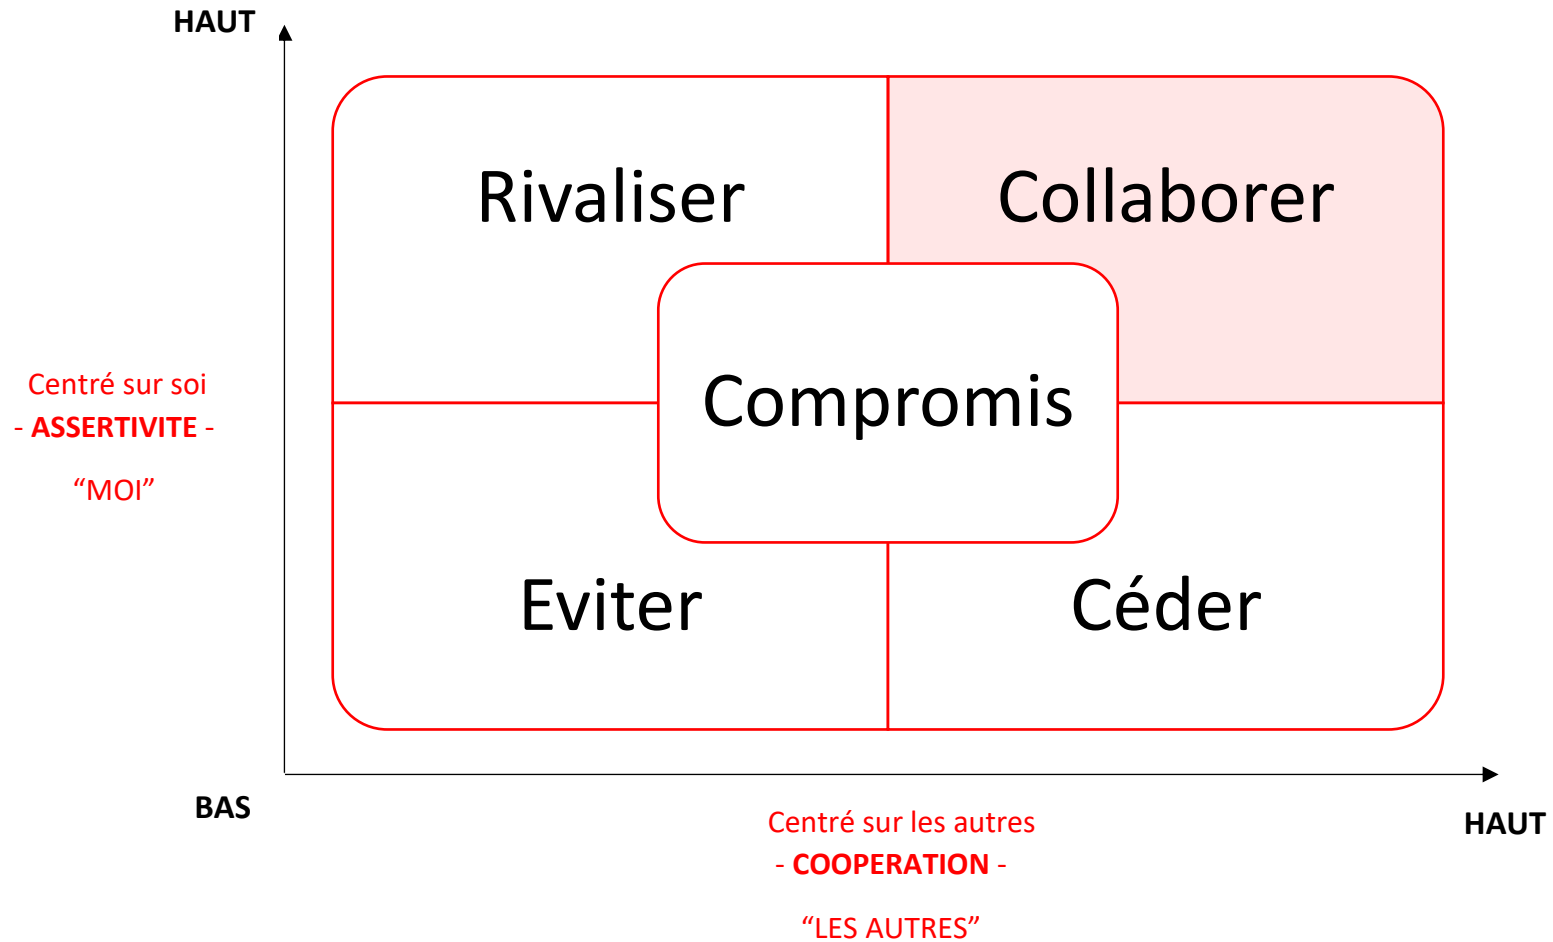 HAUT
Rivaliser
Collaborer
Compromis
Centré sur soi
- ASSERTIVITE -
“MOI”
Eviter
Céder
BAS
HAUT
Centré sur les autres
- COOPERATION -
“LES AUTRES”